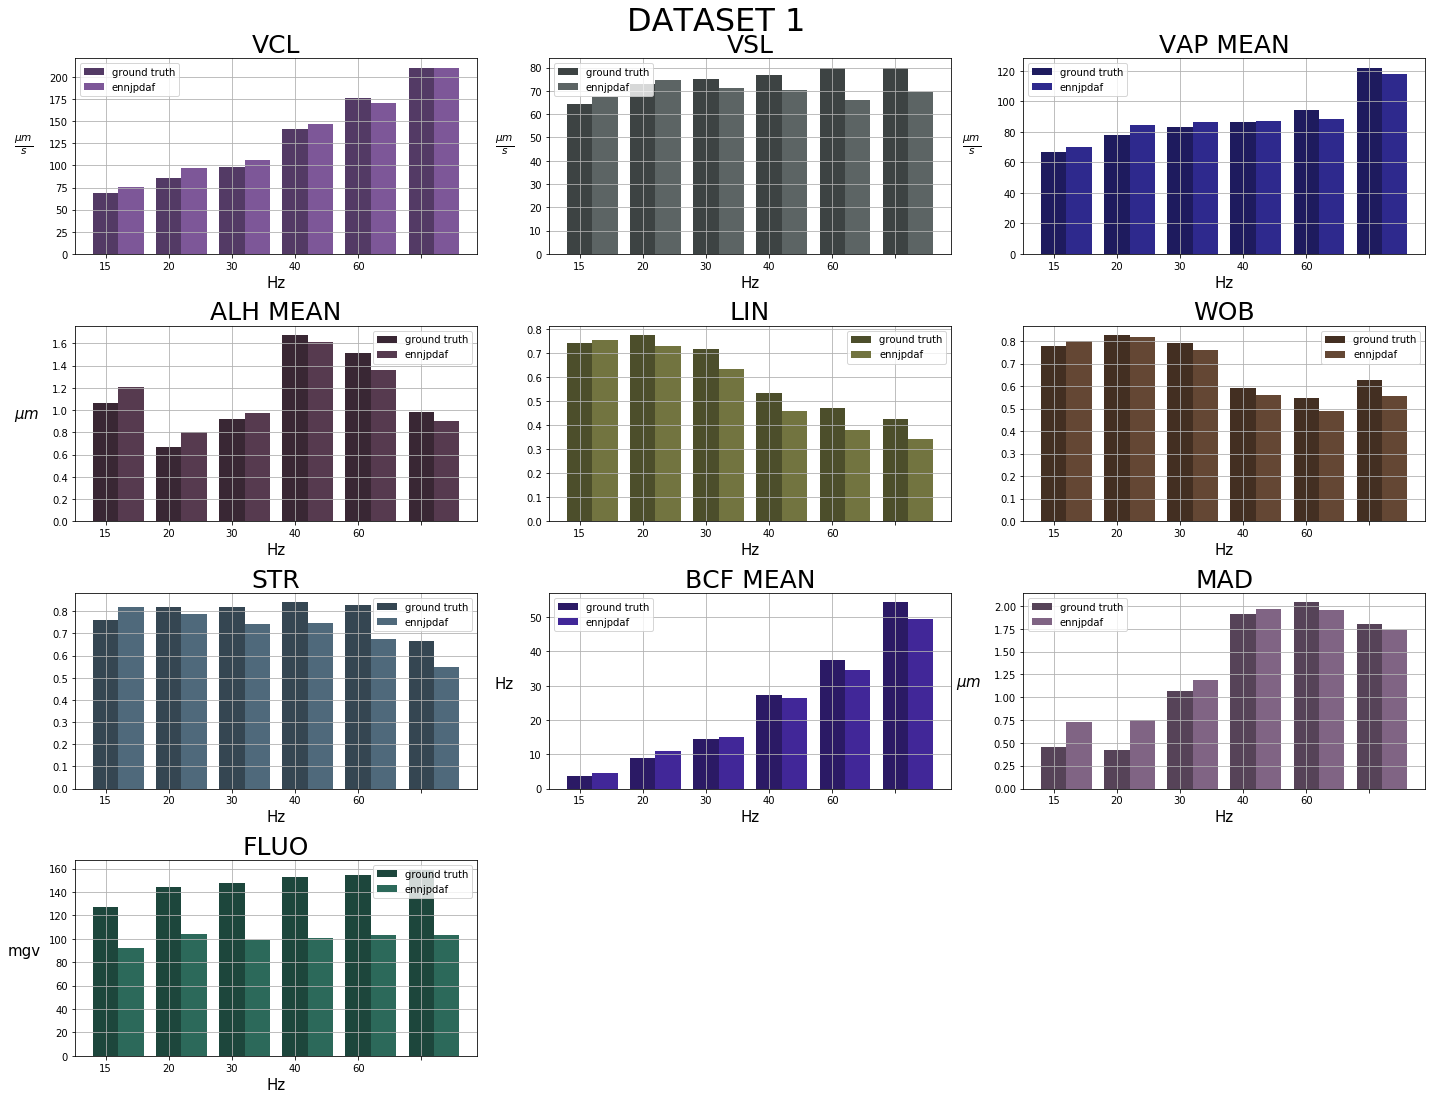 DATASET 1
VCL
ground truth
ennjpdaf
200
175
150
125
100
75
50
25
0
μm/s
15 20 30 40 60
Hz
VSL
ground truth
ennjpdaf
80
70
60
50
40
30
20
10
0
μm/s
15 20 30 40 60
Hz
VAP MEAN
ground truth
ennjpdaf
120
100
80
60
40
20
0
μm/s
15 20 30 40 60
Hz
ALH MEAN
ground truth
ennjpdaf
1.6
1.4
1.2
1.0
0.8
0.6
0.4
0.2
0.0
μm
15 20 30 40 60
Hz
LIN
ground truth
ennjpdaf
0.8
0.7
0.6
0.5
0.4
0.3
0.2
0.1
0.0
15 20 30 40 60
Hz
WOB
ground truth
ennjpdaf
0.8
0.7
0.6
0.5
0.4
0.3
0.2
0.1
0.0
15 20 30 40 60
Hz
STR
ground truth
ennjpdaf
0.8
0.7
0.6
0.5
0.4
0.3
0.2
0.1
0.0
15 20 30 40 60
Hz
BCF MEAN
ground truth
ennjpdaf
50
40
30
20
10
0
Hz
15 20 30 40 60
Hz
MAD
ground truth
ennjpdaf
2.00
1.75
1.50
1.25
1.00
0.75
0.50
0.25
0.00
μm
15 20 30 40 60
Hz
FLUO
ground truth
ennjpdaf
160
140
120
100
80
60
40
20
0
mgv
15 20 30 40 60
Hz